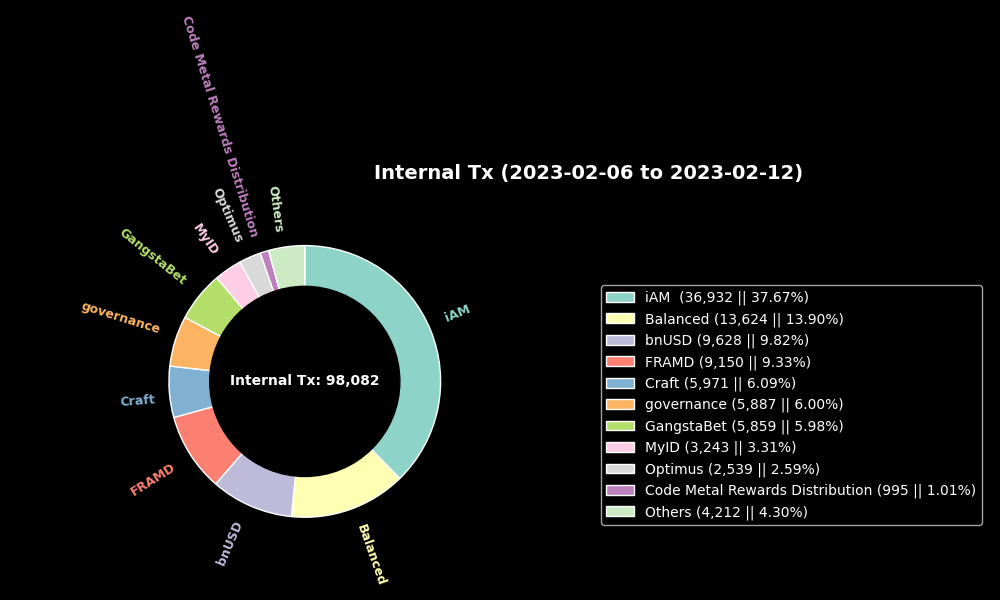 Internal Tx (2023-02-06 to 2023-02-12)
Code Metal Rewards Distribution
Others
Optimus
MyID
GangstaBet
governance
Craft
FRAMD
bnUSD
Balanced
iAM
Internal Tx: 98,082
iAM  (36,932 || 37.67%)
Balanced (13,624 || 13.90%)
bnUSD (9,628 || 9.82%)
FRAMD (9,150 || 9.33%)
Craft (5,971 || 6.09%)
governance (5,887 || 6.00%)
GangstaBet (5,859 || 5.98%)
MyID (3,243 || 3.31%)
Optimus (2,539 || 2.59%)
Code Metal Rewards Distribution (995 || 1.01%)
Others (4,212 || 4.30%)